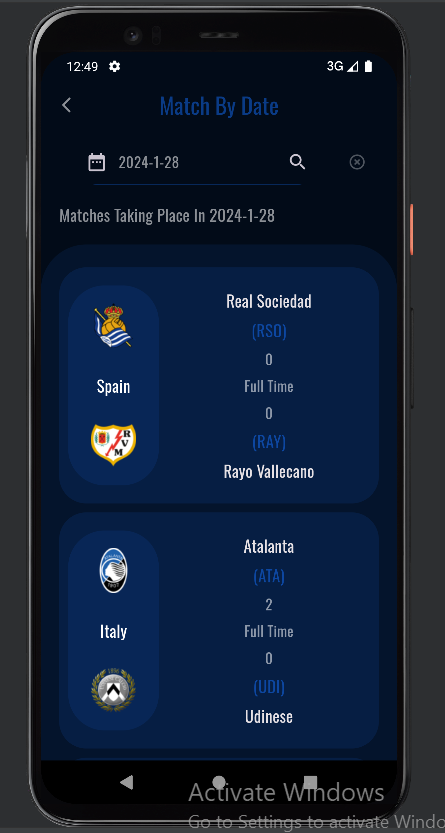 12:49
3G
Match By Date
2024-1-28
Matches Taking Place In 2024-1-28
Real Sociedad
(RSO)
0
Spain
Full Time
0
(RAY)
Rayo Vallecano
R
V
M
Atalanta
(ATA)
2
Italy
Full Time
0
(UDI)
Udinese
Activate Windows
Go to Settings to activate Windo